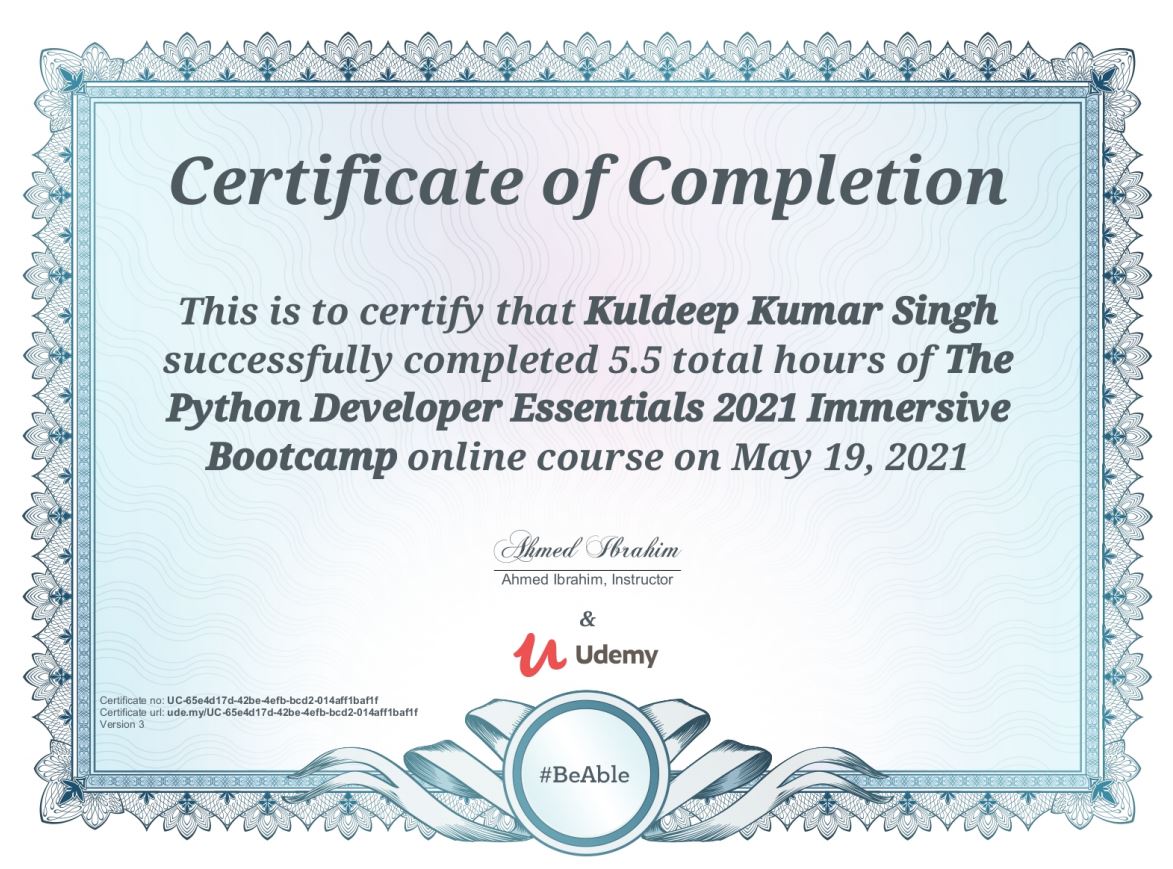 Certificate of Completion
This is to certify that Kuldeep Kumar Singh
successfully completed 5.5 total hours of The
Python Developer Essentials 2021 Immersive
Bootcamp online course on May 19, 2021
Ahmed Ibrahim
Ahmed Ibrahim, Instructor
&
Udemy
Certificate no: UC-65e4d17d-42be-4efb-bcd2-014aff1baf1f
Certificate url: ude.my/UC-65e4d17d-42be-4efb-bcd2-014aff1baf1f
Version 3
#BeAble